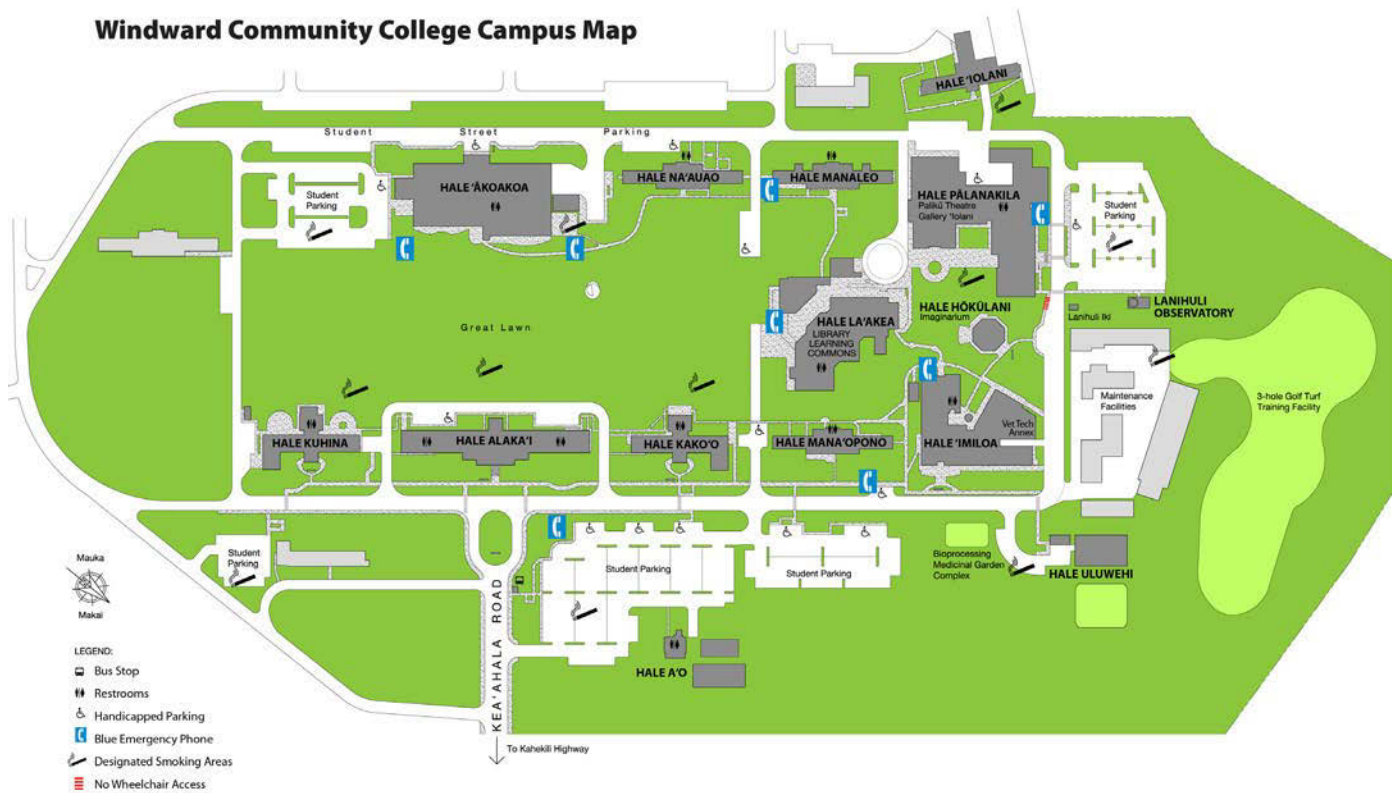 Windward Community College Campus Map
HALE ‘IOLANI
Student Street Parking
HALE ‘ĀKOAKOA
HALE NA‘AUAO
HALE MANALEO
HALE PĀLANAKILA
Palikū Theatre
Gallery ‘Iolani
Student
Parking
Student
Parking
HALE HŌKŪLANI
Imaginarium
Lanihuli Iki
LANIHULI
OBSERVATORY
HALE LA‘AKEA
LIBRARY
LEARNING
COMMONS
Great Lawn
Maintenance
Facilities
3-hole Golf Turf
Training Facility
HALE KUHINA
HALE ALAKA‘I
HALE KAKO‘O
HALE MANA‘OPONO
HALE ‘IMILOA
Vet Tech
Annex
Student
Parking
Student Parking
Student Parking
Bioprocessing
Medicinal Garden
Complex
HALE ULUWEHI
Mauka
Makai
KEA‘AHALA ROAD
HALE A‘O
To Kahekili Highway
LEGEND:
Bus Stop
Restrooms
Handicapped Parking
Blue Emergency Phone
Designated Smoking Areas
No Wheelchair Access